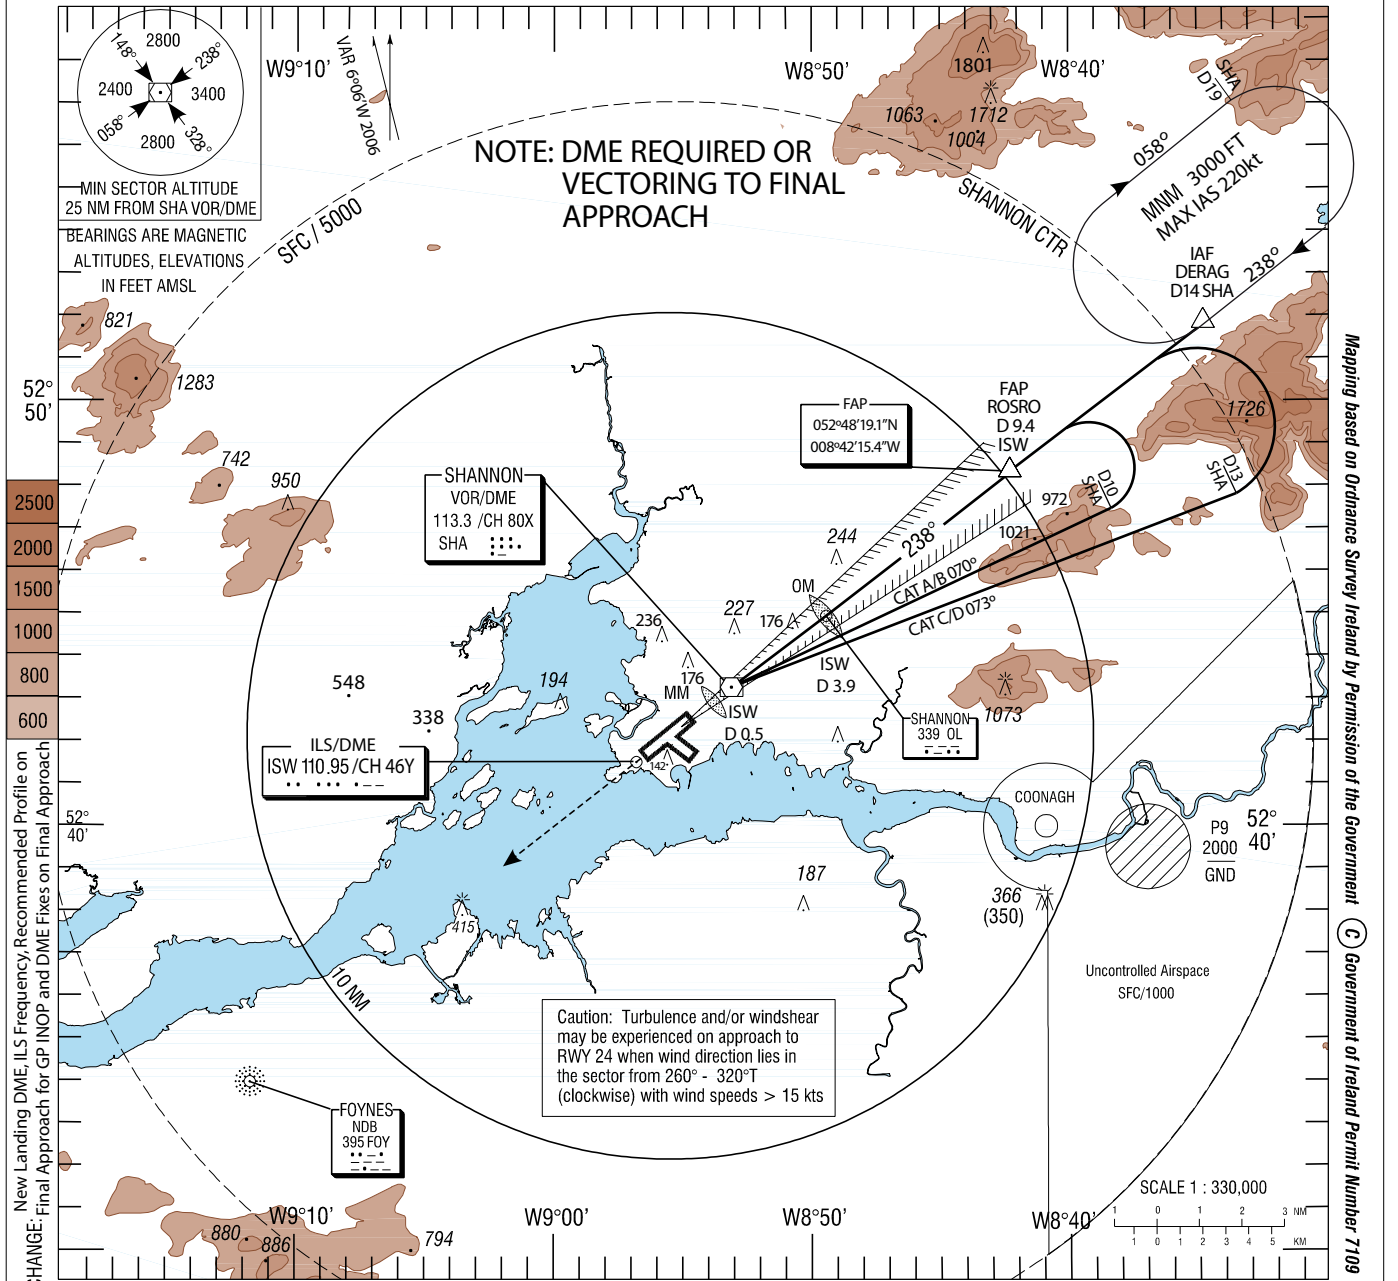 2800
148°
238°
2400
3400
058°
328°
2800
MIN SECTOR ALTITUDE
25 NM FROM SHA VOR/DME
BEARINGS ARE MAGNETIC
ALTITUDES, ELEVATIONS
IN FEET AMSL
W9°10'
VAR 6°06'W 2006
W8°50'
W8°40'
1801
1063
1712
1004
SHA
D19
NOTE: DME REQUIRED OR
VECTORING TO FINAL
APPROACH
058°
MNM 3000 FT
MAX IAS 220kt
SFC / 5000
SHANNON CTR
IAF
DERAG
D14 SHA
238°
821
1283
52°
50'
FAP
052°48'19.1"N
008°42'15.4"W
FAP
ROSRO
D 9.4
ISW
1726
742
950
SHANNON
VOR/DME
113.3 /CH 80X
SHA
D10
SHA
D13
SHA
972
1021
238°
244
CAT A/B 070°
CAT C/D 073°
OM
227
176
236
176
2500
2000
1500
1000
800
600
548
338
194
MM
ISW
D 3.9
ISW
D 0.5
1073
SHANNON
339 OL
ILS/DME
ISW 110.95 /CH 46Y
142
52°
40'
COONAGH
P9
2000
GND
52°
40'
187
366
(350)
415
Uncontrolled Airspace
SFC/1000
10 NM
Caution: Turbulence and/or windshear
may be experienced on approach to
RWY 24 when wind direction lies in
the sector from 260° - 320°T
(clockwise) with wind speeds > 15 kts
FOYNES
NDB
395 FOY
880
886
794
W9°10'
W9°00'
W8°50'
W8°40'
SCALE 1 : 330,000
1 0 1 2 3 NM
1 0 1 2 3 4 5 KM
CHANGE: New Landing DME, ILS Frequency, Recommended Profile on
Final Approach for GP INOP and DME Fixes on Final Approach
Mapping based on Ordnance Survey Ireland by Permission of the Government © Government of Ireland Permit Number 7109